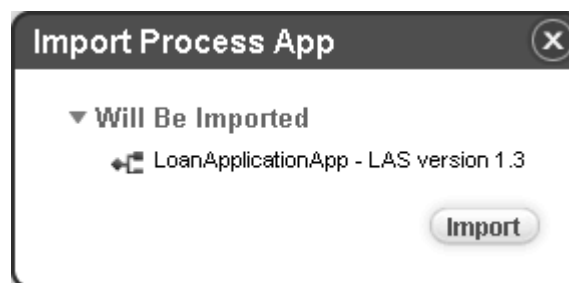 Import Process App
Will Be Imported
LoanApplicationApp - LAS version 1.3
Import